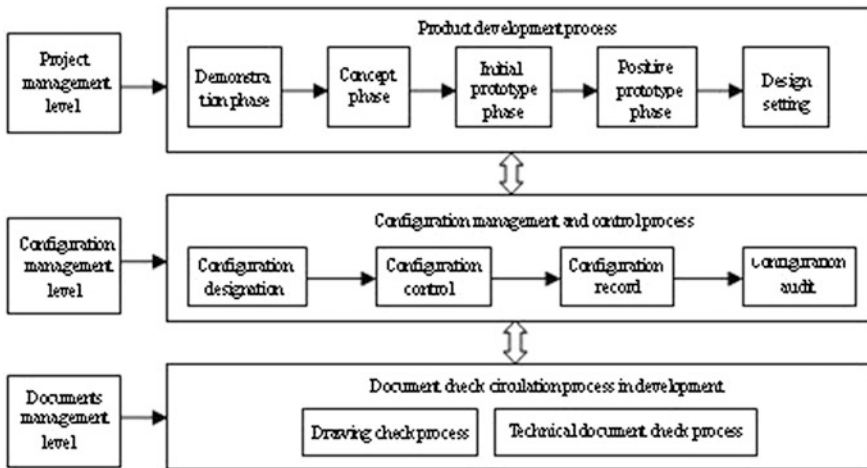 Product development process
Project
management
level
Demonstra
tion phase
Concept
phase
Initial
prototype
phase
Positive
prototype
phase
Design
setting
Configuration management and control process
Configuration
management
level
Configuration
designation
Configuration
control
Configuration
record
Configuration
audit
Document check circulation process in development
Documents
management
level
Drawing check process
Technical document check process